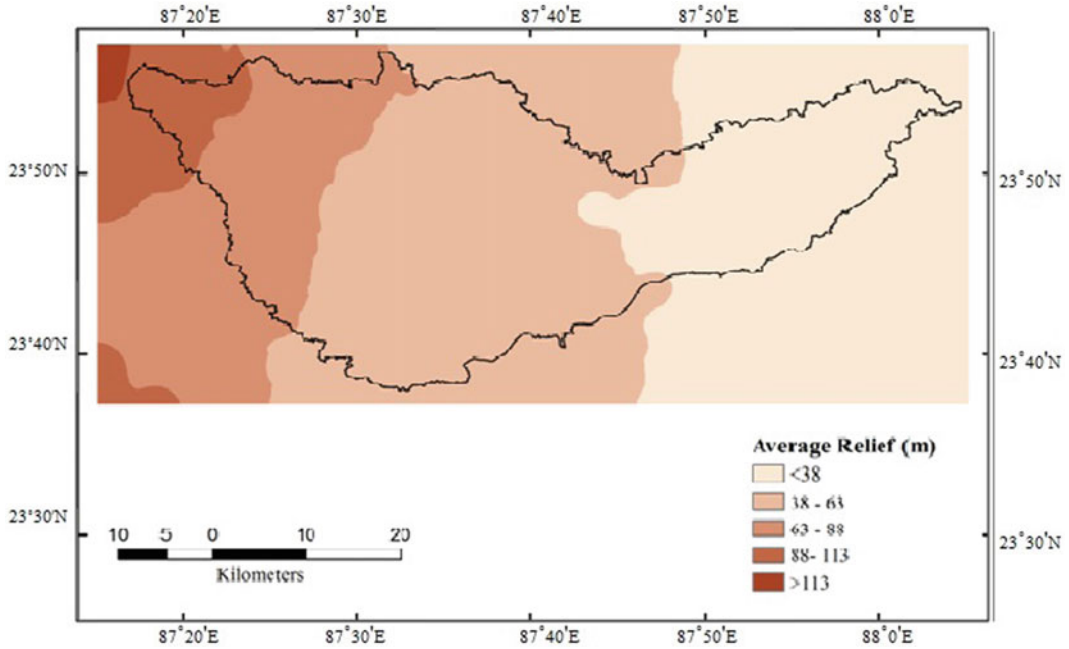 87°20'E 87°30'E 87°40'E 87°50'E 88°0'E
23°50'N 23°50'N
23°40'N 23°40'N
23°30'N 23°30'N
Average Relief (m)
<38
38 - 63
63 - 88
88- 113
>113
10 5 0 10 20
Kilometers
87°20'E 87°30'E 87°40'E 87°50'E 88°0'E